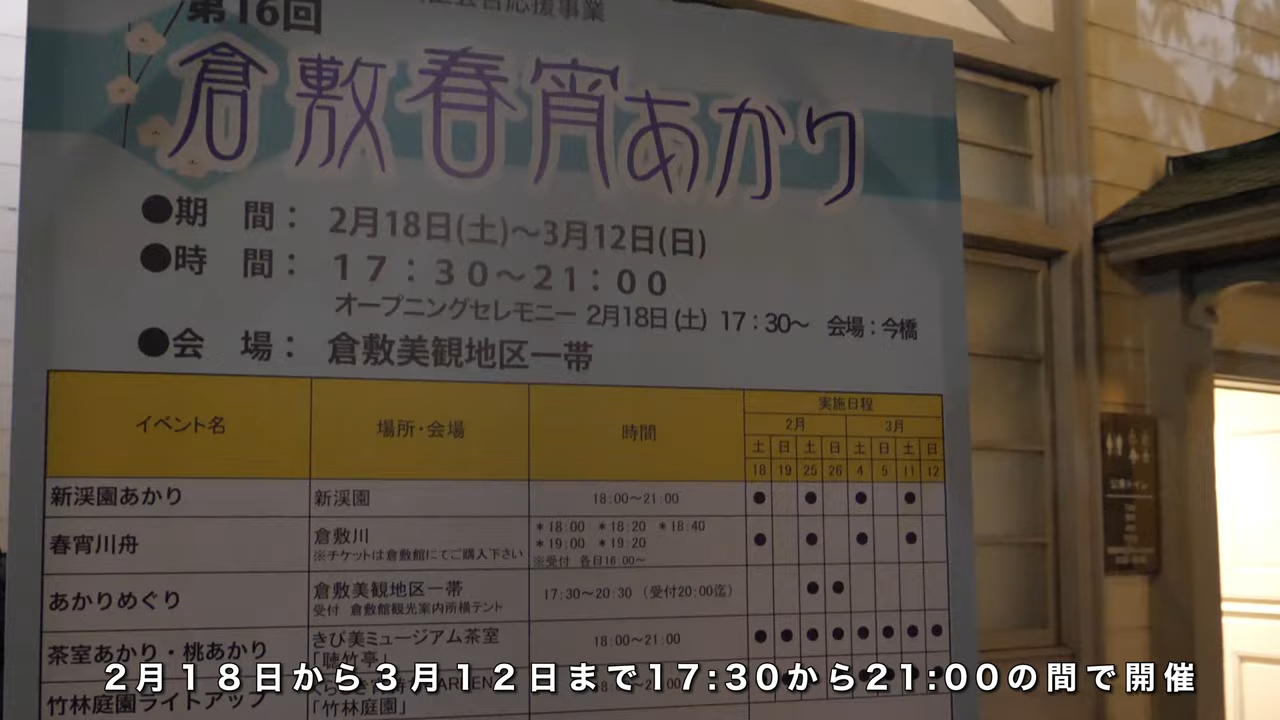 第16回
応援事業
倉敷春宵あかり
●期 間： 2月18日(土)～3月12日(日)
●時 間： 17：30～21：00
オープニングセレモニー 2月18日(土) 17：30～ 会場：今橋
●会 場： 倉敷美観地区一帯
イベント名 場所・会場 時間 実施日程
2月 3月
土 日 土 日 土 日 土 日
18 19 25 26 4 5 11 12
新渓園あかり 新渓園 18:00～21:00 ● ● ● ●
春宵川舟 倉敷川 ＊18:00 ＊18:20 ＊18:40 ● ● ● ●
※チケットは倉敷館にてご購入下さい ＊19:00 ＊19:20
※受付 各日16:00～
あかりめぐり 倉敷美観地区一帯 17:30～20:30 （受付20:00迄） ● ●
受付 倉敷館観光案内所横テント
茶室あかり・桃あかり きび美ミュージアム茶室 18:00～21:00 ● ● ● ● ● ● ● ●
「聴竹亭」
竹林庭園ライトアップ
「竹林庭園」
公衆トイレ
2月１８日から３月１２日まで17:30から21:00の間で開催